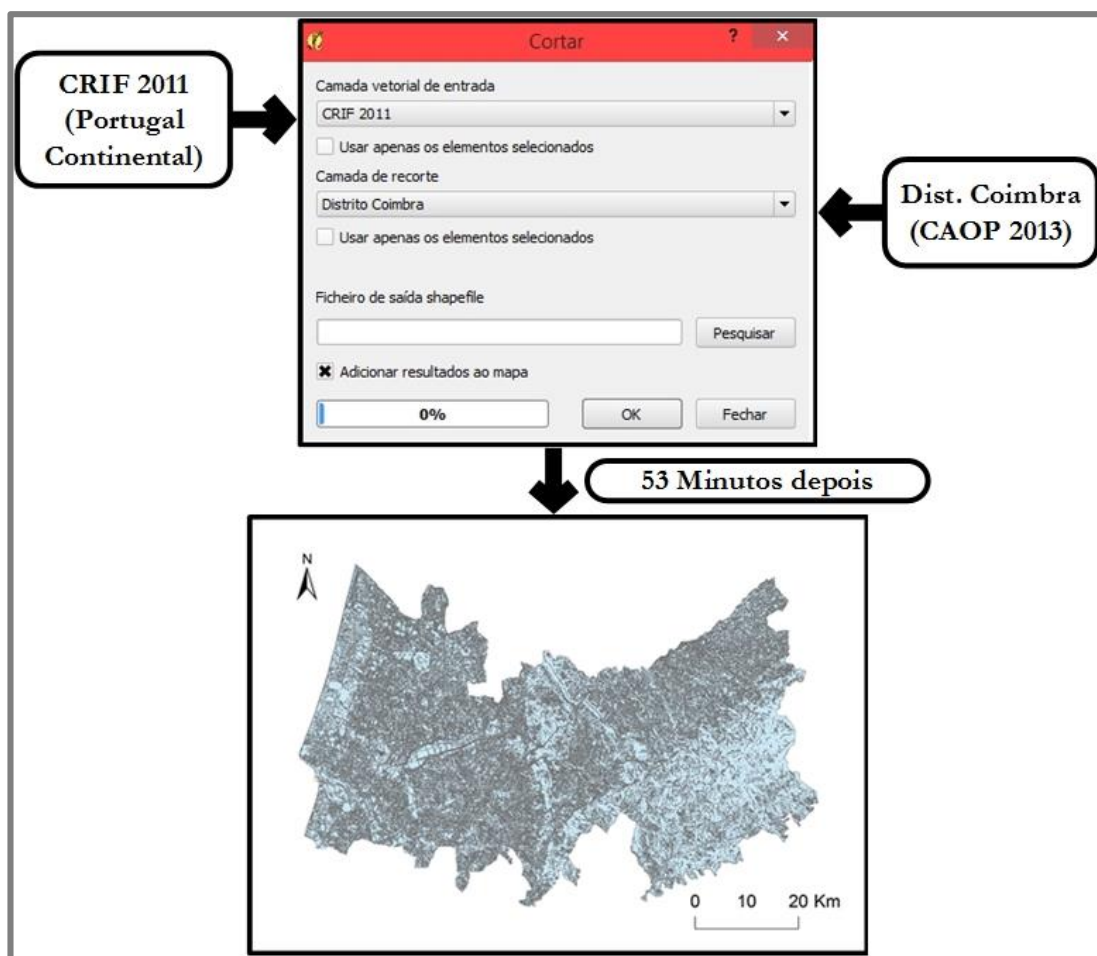 Cortar
?
×
CRIF 2011
(Portugal
Continental)
Camada vetorial de entrada
CRIF 2011
Usar apenas os elementos selecionados
Camada de recorte
Distrito Coimbra
Usar apenas os elementos selecionados
Dist. Coimbra
(CAOP 2013)
Ficheiro de saída shapefile
Pesquisar
Adicionar resultados ao mapa
0%
OK
Fechar
53 Minutos depois
N
0 10 20 Km